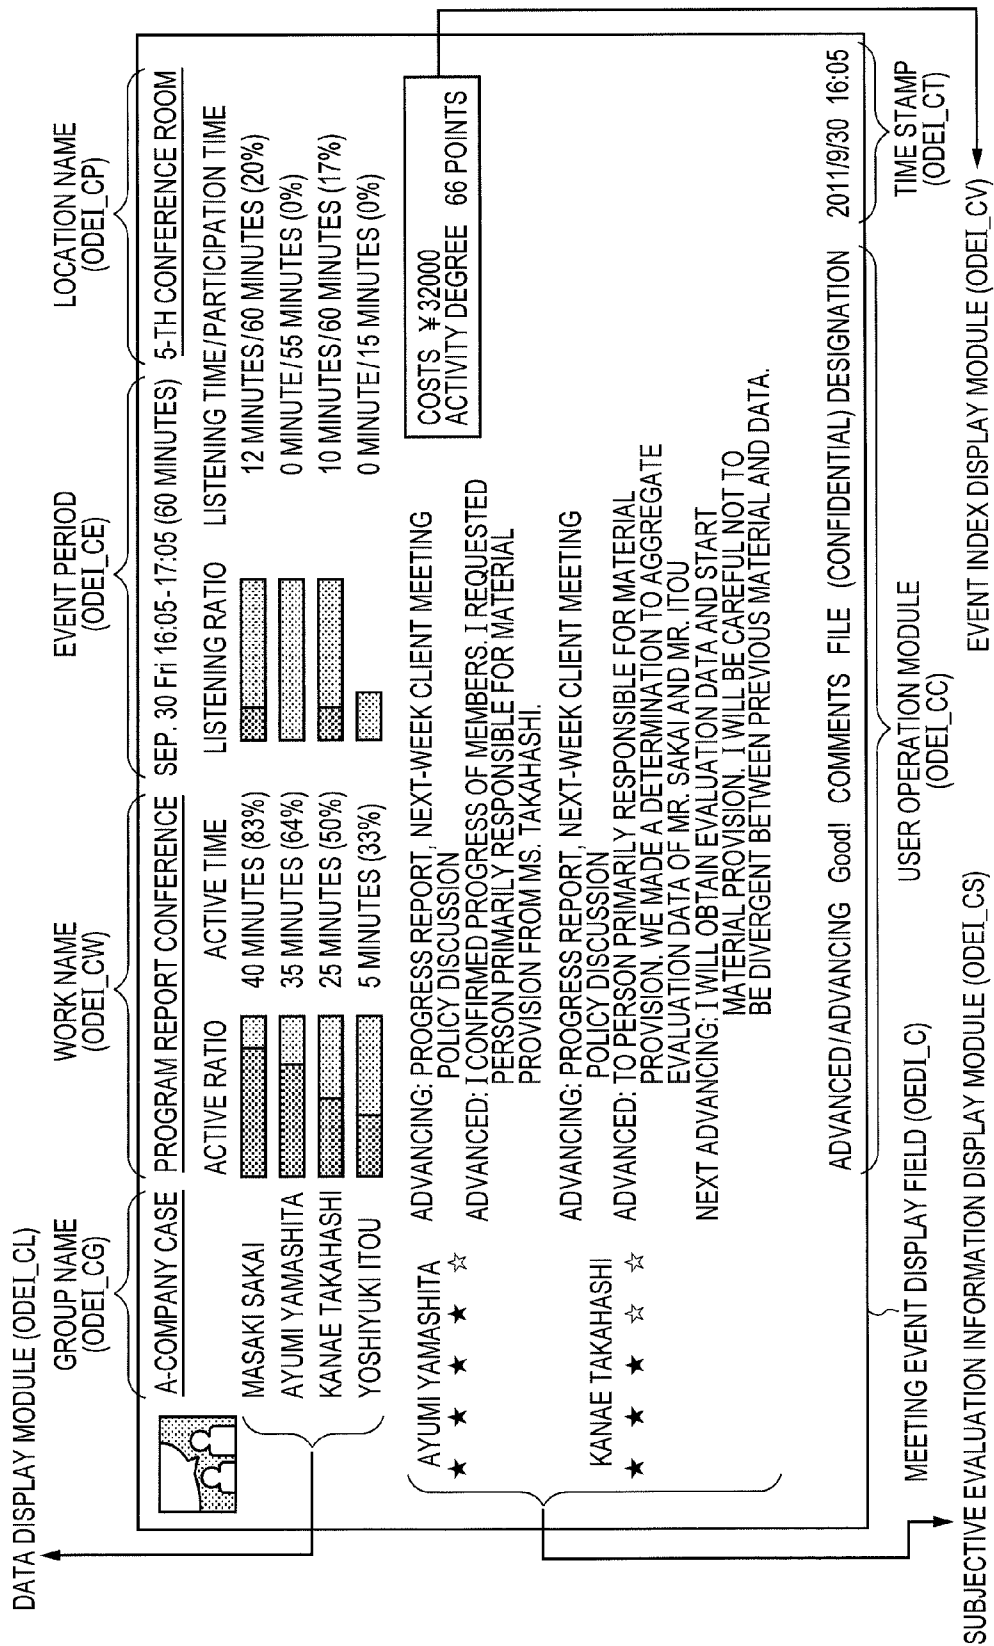 DATA DISPLAY MODULE (ODEI_CL)
GROUP NAME
(ODEI_CG)
WORK NAME
(ODEI_CW)
EVENT PERIOD
(ODEI_CE)
LOCATION NAME
(ODEI_CP)
A-COMPANY CASE PROGRAM REPORT CONFERENCE SEP. 30 Fri 16:05-17:05 (60 MINUTES) 5-TH CONFERENCE ROOM
ACTIVE RATIO ACTIVE TIME LISTENING RATIO LISTENING TIME/PARTICIPATION TIME
MASAKI SAKAI 40 MINUTES (83%) 12 MINUTES/60 MINUTES (20%)
AYUMI YAMASHITA 35 MINUTES (64%) 0 MINUTE/55 MINUTES (0%)
KANAE TAKAHASHI 25 MINUTES (50%) 10 MINUTES/60 MINUTES (17%)
YOSHIYUKI ITOU 5 MINUTES (33%) 0 MINUTE/15 MINUTES (0%)
COSTS ¥32000
ACTIVITY DEGREE 66 POINTS
AYUMI YAMASHITA
★ ★ ★ ★ ☆
ADVANCING: PROGRESS REPORT, NEXT-WEEK CLIENT MEETING
POLICY DISCUSSION
ADVANCED: I CONFIRMED PROGRESS OF MEMBERS. I REQUESTED
PERSON PRIMARILY RESPONSIBLE FOR MATERIAL
PROVISION FROM MS. TAKAHASHI.
KANAE TAKAHASHI
★ ★ ★ ☆ ☆
ADVANCING: PROGRESS REPORT, NEXT-WEEK CLIENT MEETING
POLICY DISCUSSION
ADVANCED: TO PERSON PRIMARILY RESPONSIBLE FOR MATERIAL
PROVISION. WE MADE A DETERMINATION TO AGGREGATE
EVALUATION DATA OF MR. SAKAI AND MR. ITOU
NEXT ADVANCING: I WILL OBTAIN EVALUATION DATA AND START
MATERIAL PROVISION. I WILL BE CAREFUL NOT TO
BE DIVERGENT BETWEEN PREVIOUS MATERIAL AND DATA.
ADVANCED/ADVANCING Good! COMMENTS FILE (CONFIDENTIAL) DESIGNATION 2011/9/30 16:05
USER OPERATION MODULE
(ODEI_CC)
TIME STAMP
(ODEI_CT)
MEETING EVENT DISPLAY FIELD (OEDI_C)
EVENT INDEX DISPLAY MODULE (ODEI_CV)
SUBJECTIVE EVALUATION INFORMATION DISPLAY MODULE (ODEI_CS)